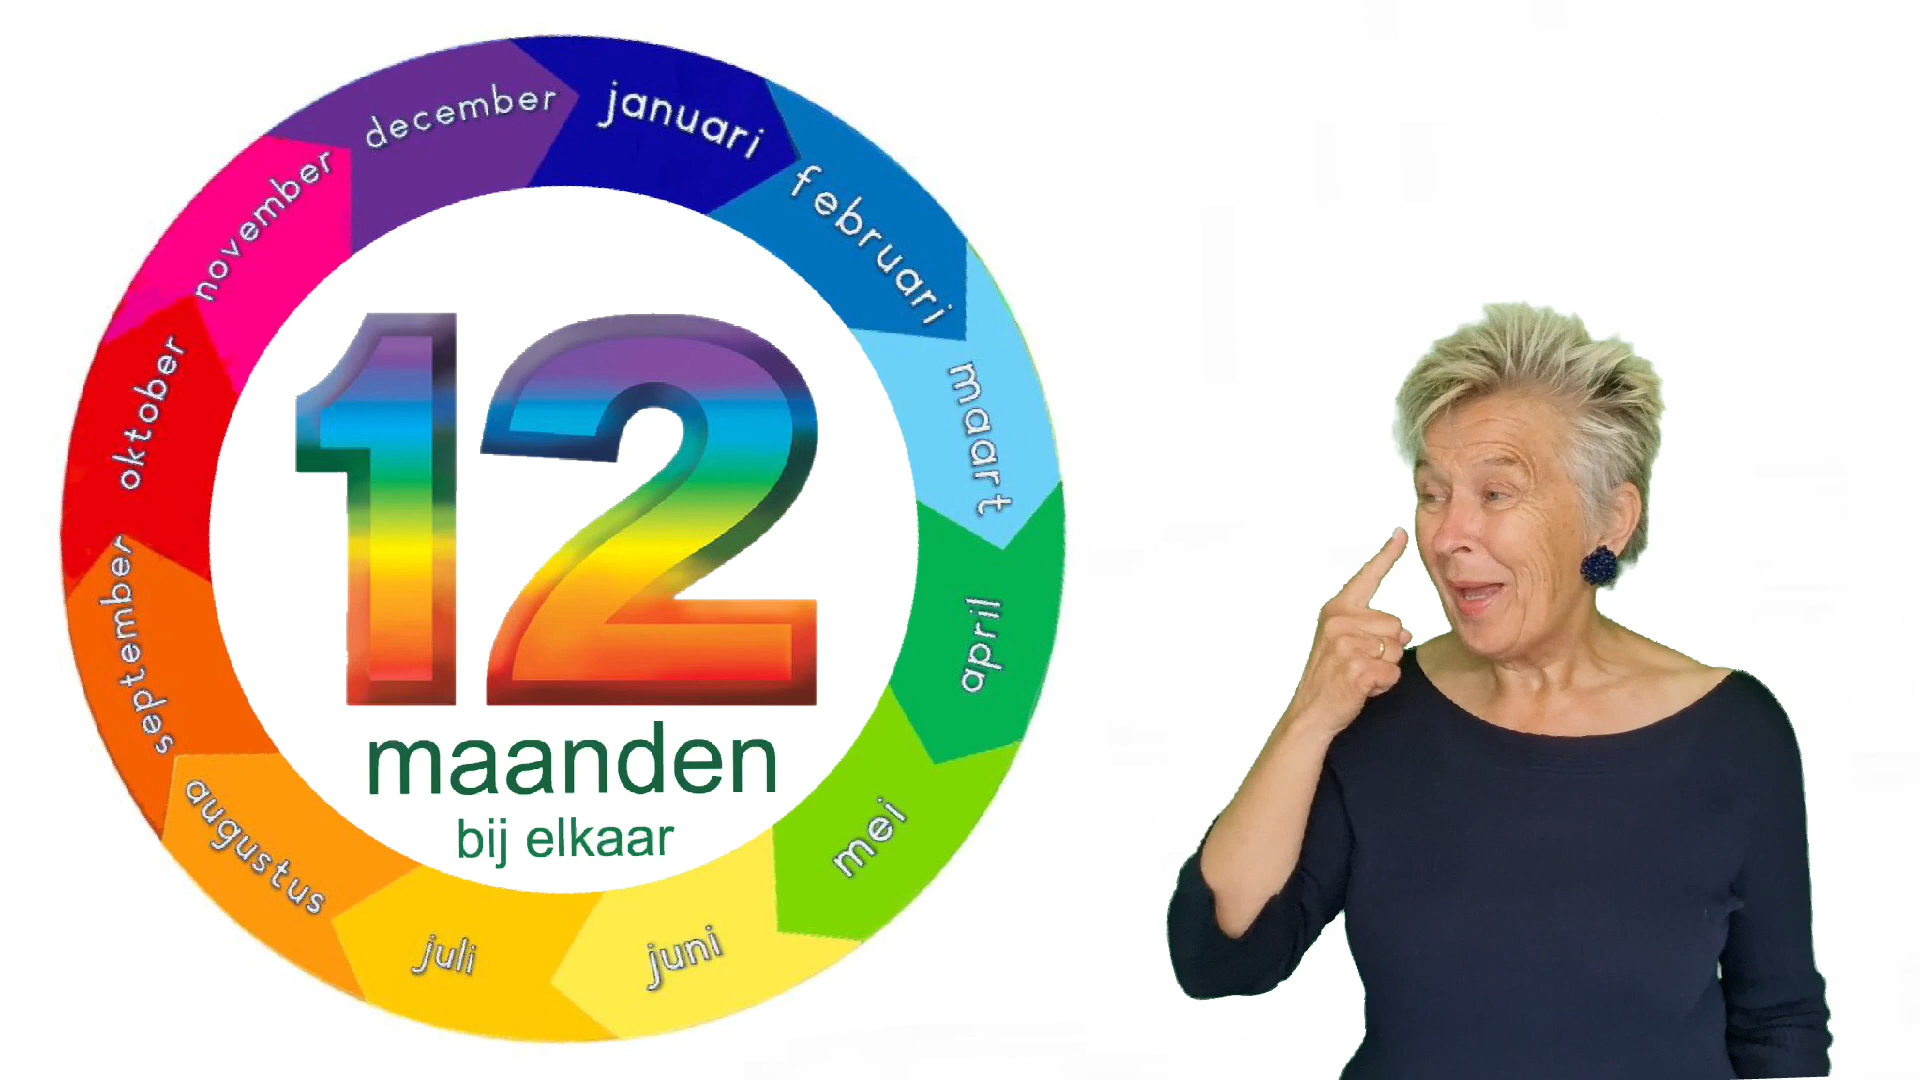 januari
februari
maart
april
mei
juni
juli
augustus
september
oktober
november
december
12
maanden
bij elkaar